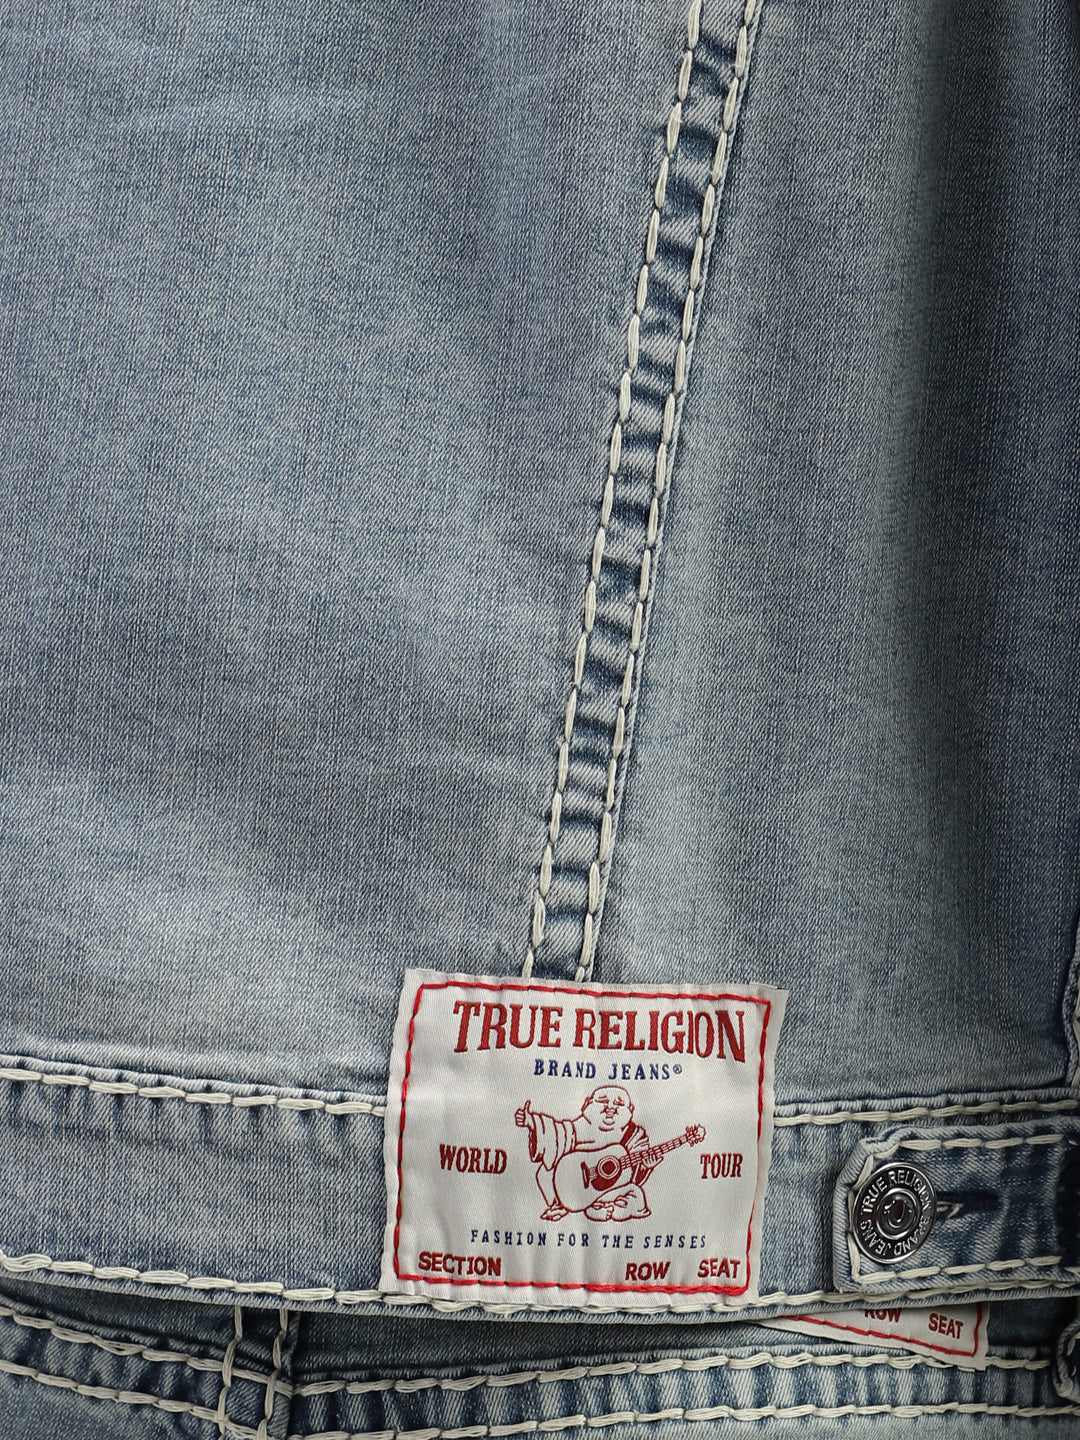 TRUE RELIGION
BRAND JEANS®
WORLD TOUR
FASHION FOR THE SENSES
SECTION ROW SEAT
TRUE RELIGION BRAND JEANS
ROW SEAT